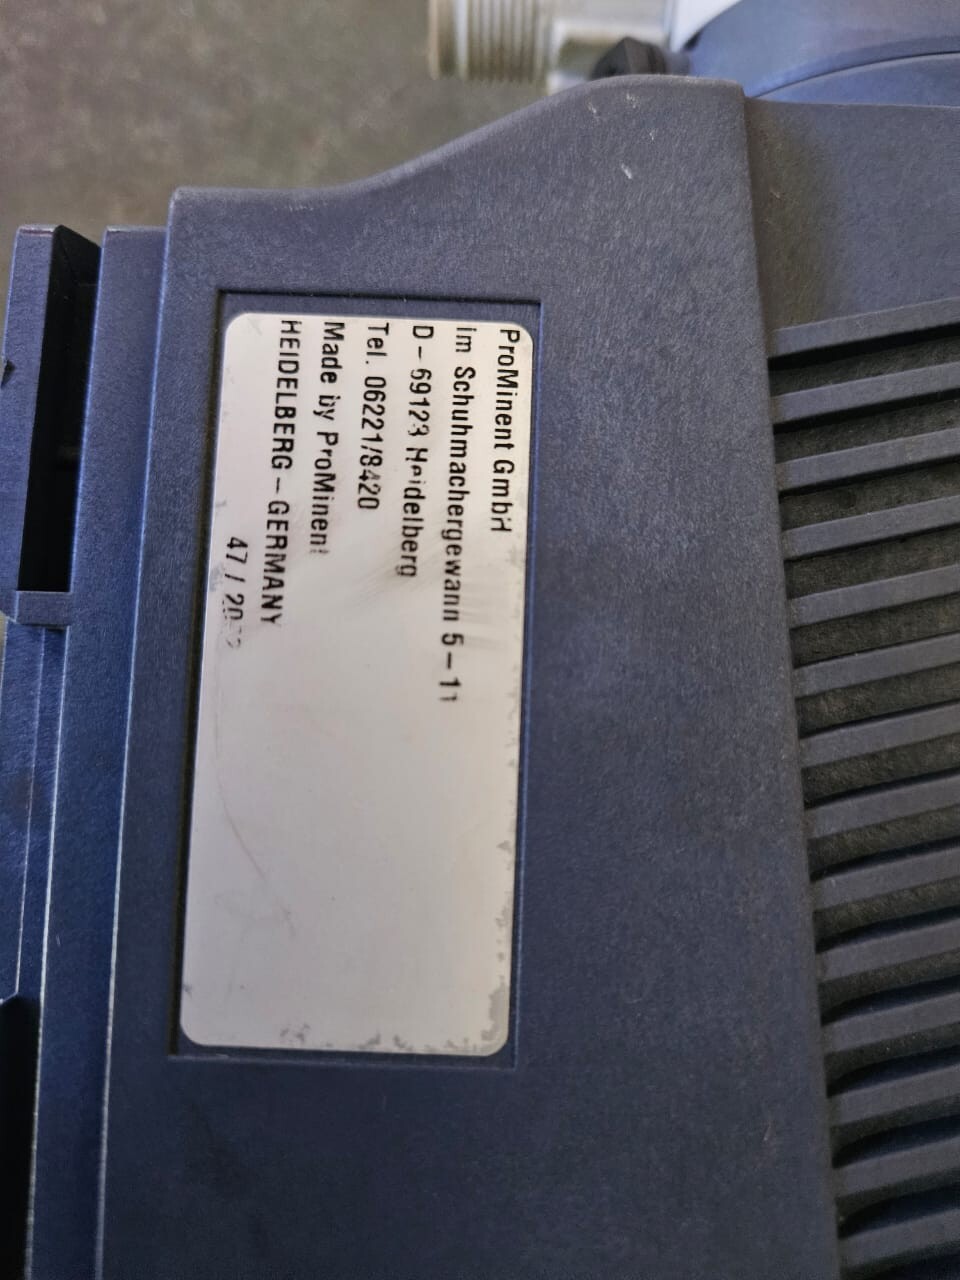 ProMinent GmbH
im Schuhmachergewann 5-11
D-69123 Heidelberg
Tel. 06221/8420
Made by ProMinent
HEIDELBERG-GERMANY
47 /